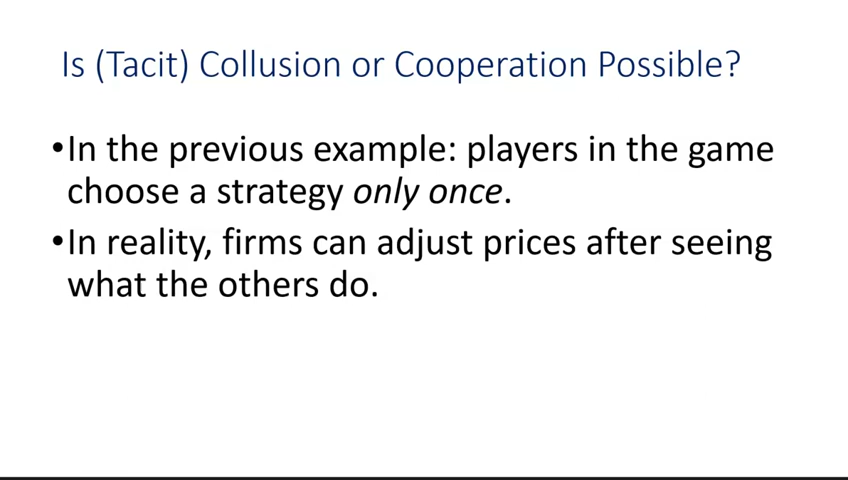 Is (Tacit) Collusion or Cooperation Possible?
•In the previous example: players in the game
choose a strategy only once.
•In reality, firms can adjust prices after seeing
what the others do.